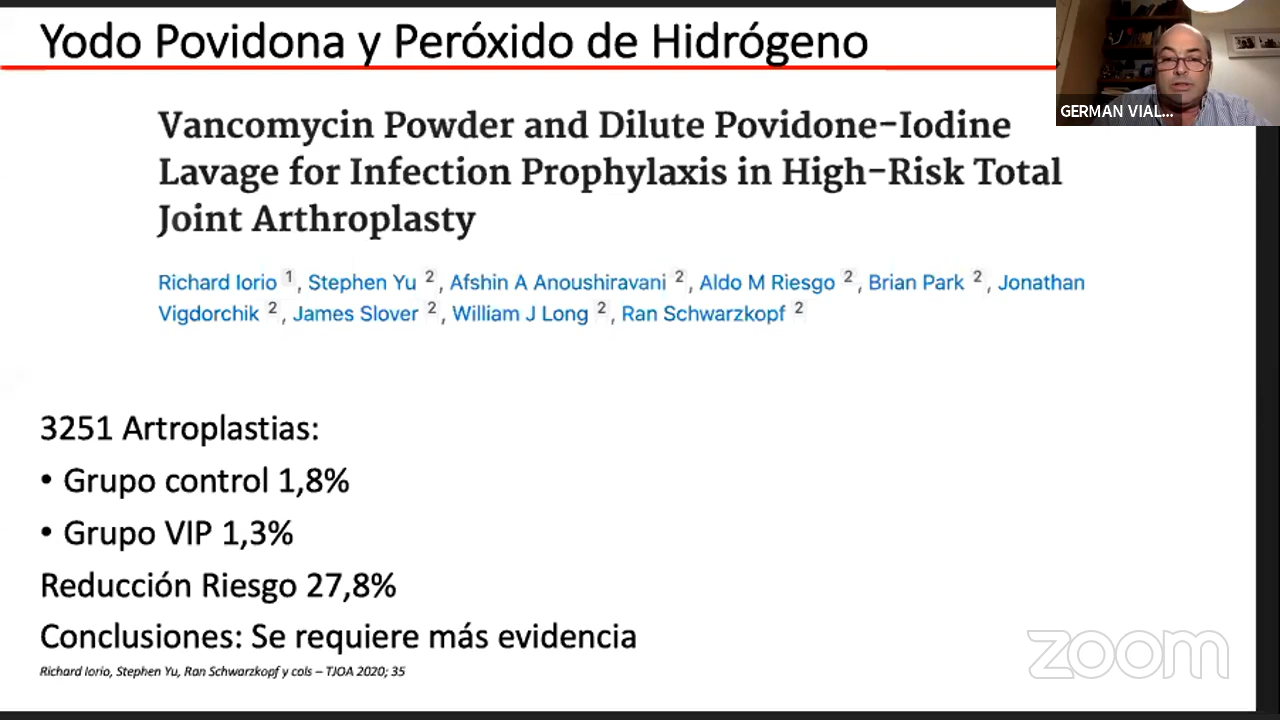 Yodo Povidona y Peróxido de Hidrógeno
GERMAN VIAL...
Vancomycin Powder and Dilute Povidone-Iodine
Lavage for Infection Prophylaxis in High-Risk Total
Joint Arthroplasty
Richard Iorio 1, Stephen Yu 2, Afshin A Anoushiravani 2, Aldo M Riesgo 2, Brian Park 2, Jonathan
Vigdorchik 2, James Slover 2, William J Long 2, Ran Schwarzkopf 2
3251 Artroplastias:
• Grupo control 1,8%
• Grupo VIP 1,3%
Reducción Riesgo 27,8%
Conclusiones: Se requiere más evidencia
Richard Iorio, Stephen Yu, Ran Schwarzkopf y cols – TJOA 2020; 35
zoom